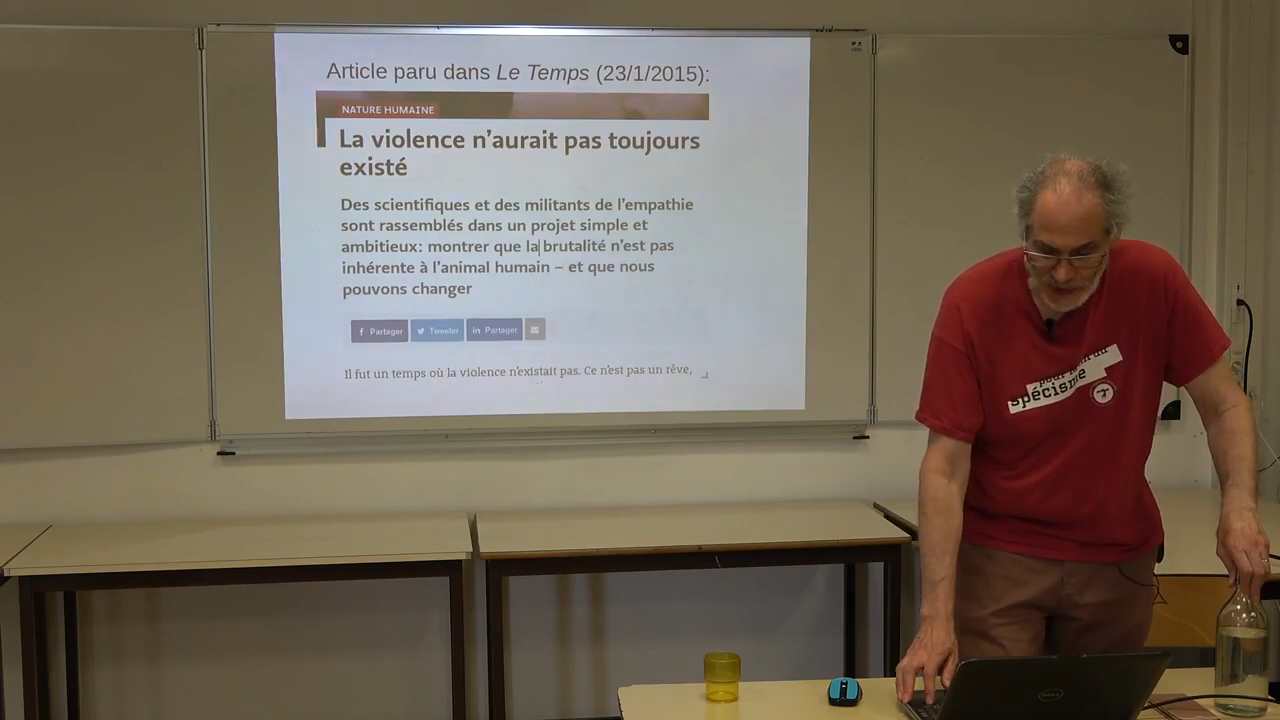 Article paru dans Le Temps (23/1/2015):
NATURE HUMAINE
La violence n’aurait pas toujours
existé
Des scientifiques et des militants de l’empathie
sont rassemblés dans un projet simple et
ambitieux: montrer que la brutalité n’est pas
inhérente à l’animal humain – et que nous
pouvons changer
Partager Tweeter Partager
Il fut un temps où la violence n’existait pas. Ce n’est pas un rêve,
pour
spécisme
DELL